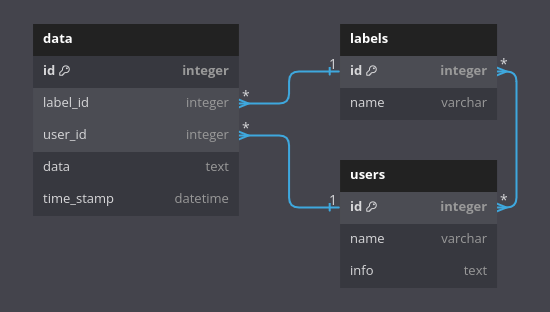 data
id integer
label_id integer
user_id integer
data text
time_stamp datetime
* 
*
1
1
labels
id integer
name varchar
*
users
id integer
name varchar
info text
*